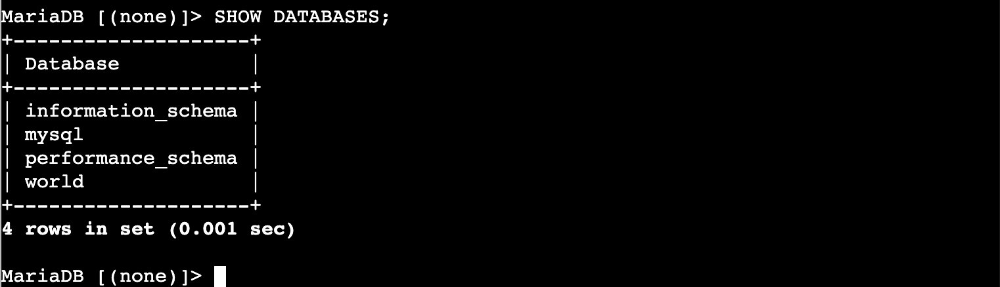 MariaDB [(none)]> SHOW DATABASES;
+--------------------+
| Database           |
+--------------------+
| information_schema |
| mysql              |
| performance_schema |
| world              |
+--------------------+
4 rows in set (0.001 sec)
MariaDB [(none)]>